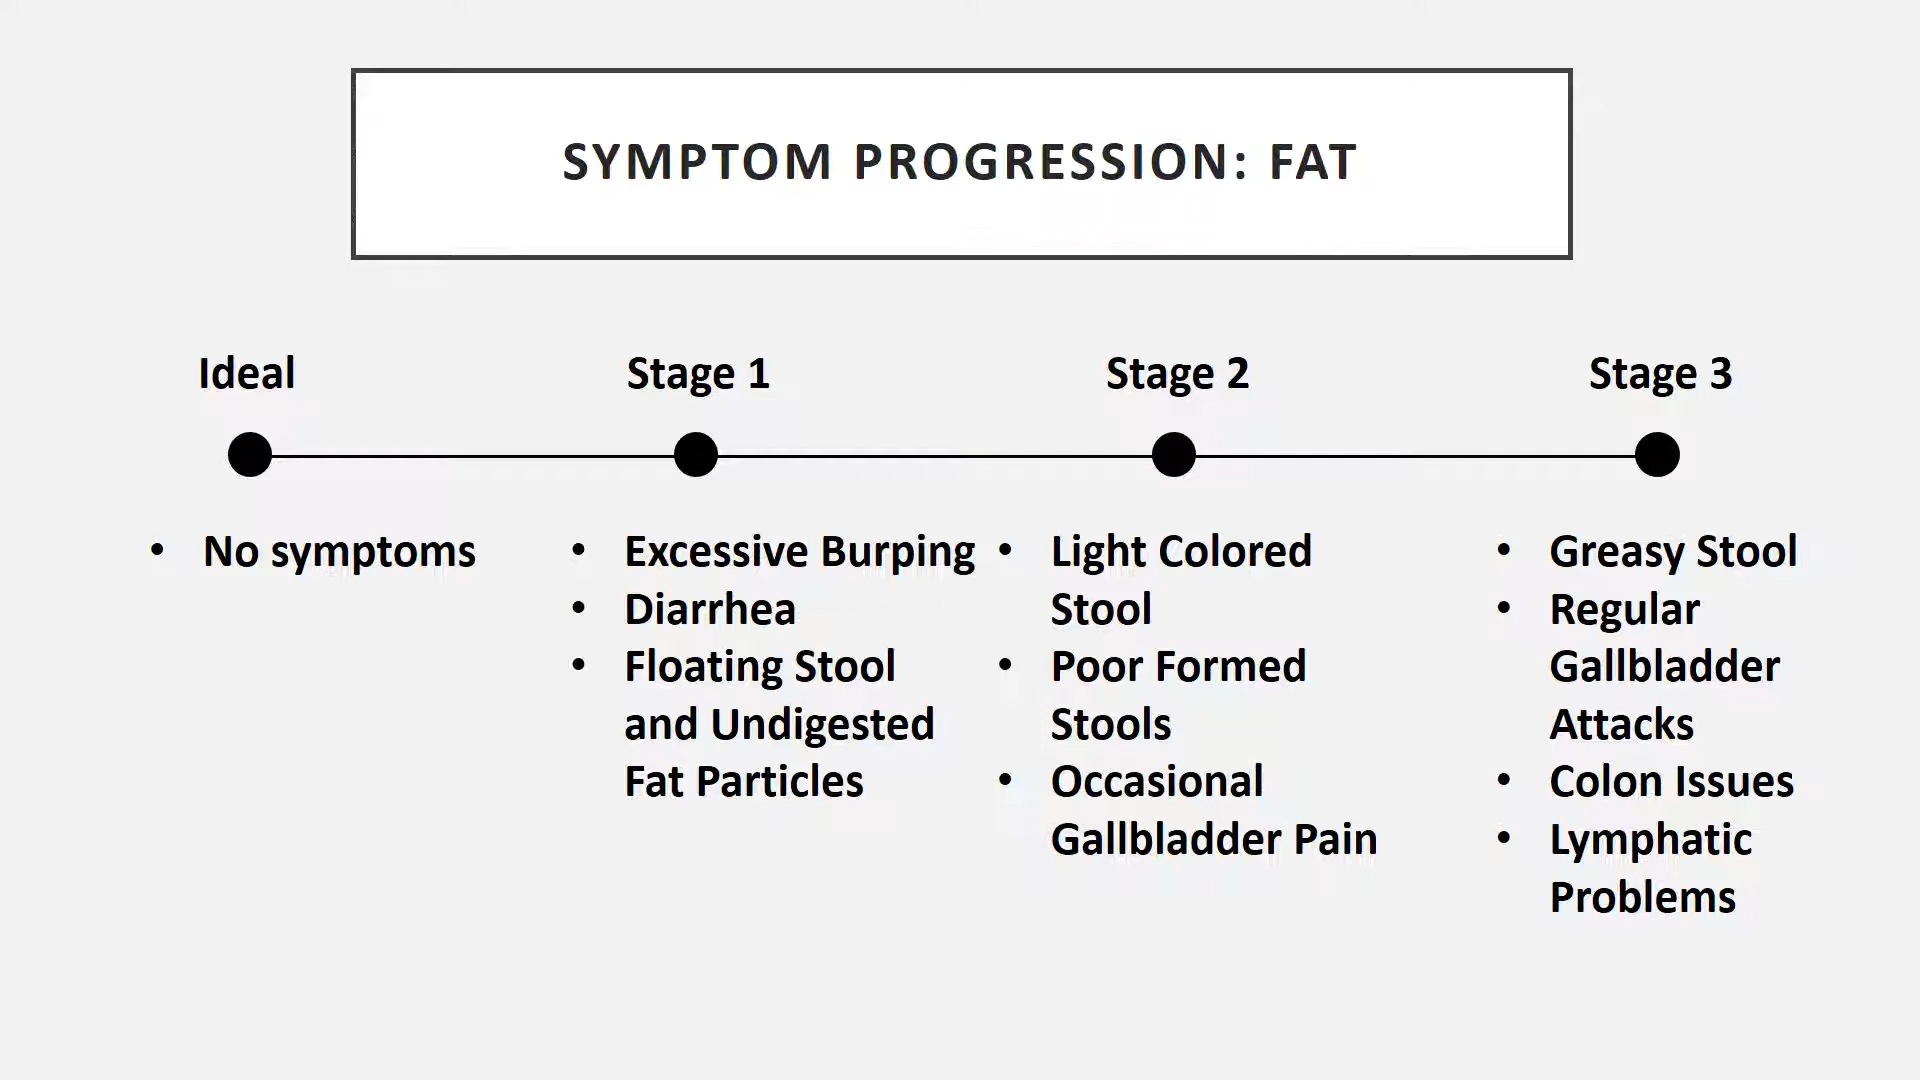 SYMPTOM PROGRESSION: FAT
Ideal
Stage 1
Stage 2
Stage 3
• No symptoms
• Excessive Burping
• Diarrhea
• Floating Stool
and Undigested
Fat Particles
• Light Colored
Stool
• Poor Formed
Stools
• Occasional
Gallbladder Pain
• Greasy Stool
• Regular
Gallbladder
Attacks
• Colon Issues
• Lymphatic
Problems